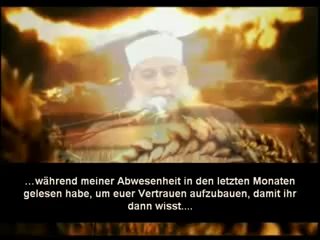 ...während meiner Abwesenheit in den letzten Monaten
gelesen habe, um euer Vertrauen aufzubauen, damit ihr
dann wisst....